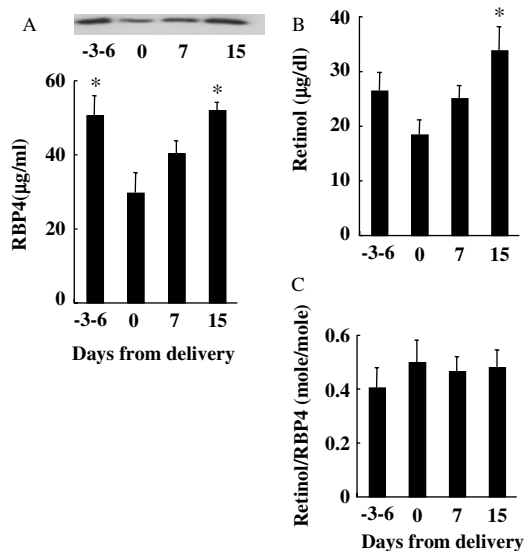 A
-3-6 0 7 15
RBP4(µg/ml)
60
40
20
0
* *
-3-6 0 7 15
Days from delivery
B
Retinol (µg/dl)
40
30
20
10
0
*
-3-6 0 7 15
C
Retinol/RBP4 (mole/mole)
0.6
0.4
0.2
0.0
-3-6 0 7 15
Days from delivery